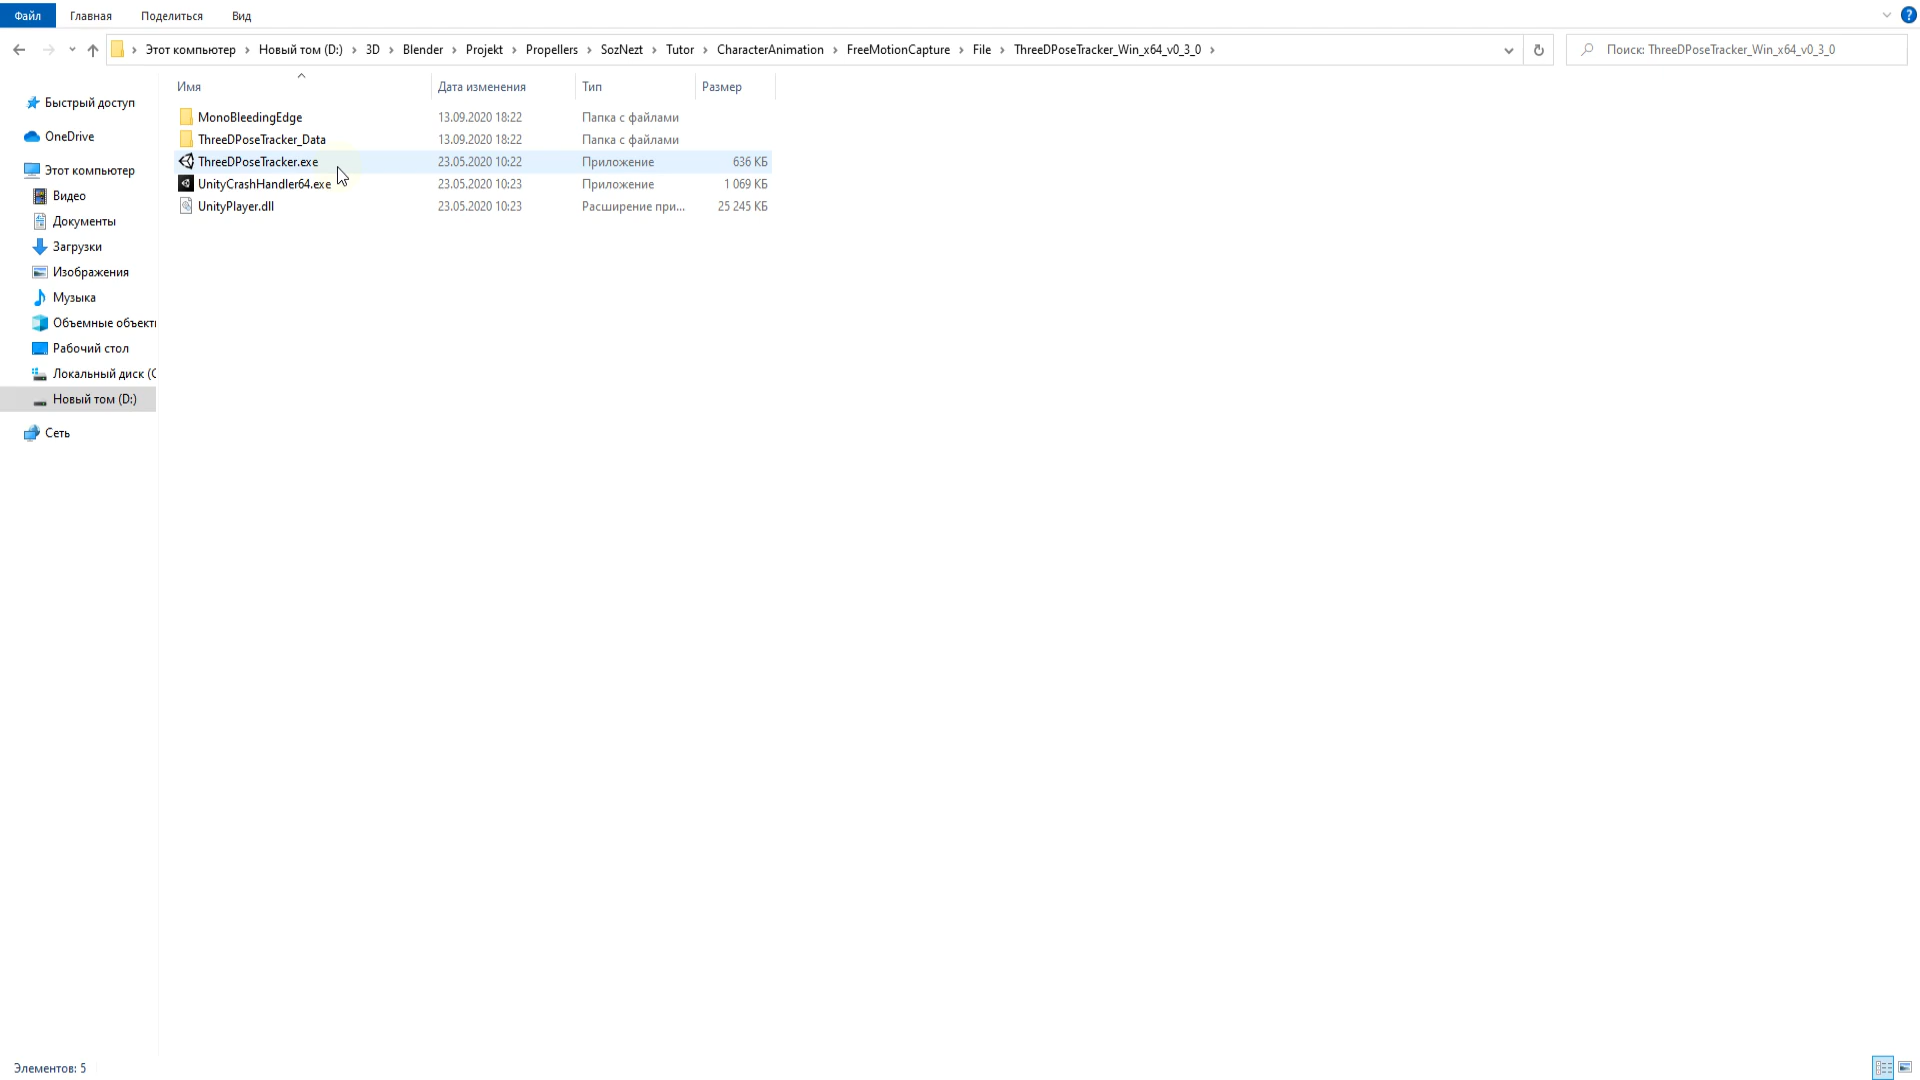 Файл Главная Поделиться Вид
Этот компьютер Новый том (D:) 3D Blender Projekt Propellers SozNezt Tutor CharacterAnimation FreeMotionCapture File ThreeDPoseTracker_Win_x64_v0_3_0 Поиск: ThreeDPoseTracker_Win_x64_v0_3_0
Имя Дата изменения Тип Размер
MonoBleedingEdge 13.09.2020 18:22 Папка с файлами
ThreeDPoseTracker_Data 13.09.2020 18:22 Папка с файлами
ThreeDPoseTracker.exe 23.05.2020 10:22 Приложение 636 КБ
UnityCrashHandler64.exe 23.05.2020 10:23 Приложение 1 069 КБ
UnityPlayer.dll 23.05.2020 10:23 Расширение при... 25 245 КБ
Быстрый доступ
OneDrive
Этот компьютер
Видео
Документы
Загрузки
Изображения
Музыка
Объемные объекты
Рабочий стол
Локальный диск (C
Новый том (D:)
Сеть
Элементов: 5